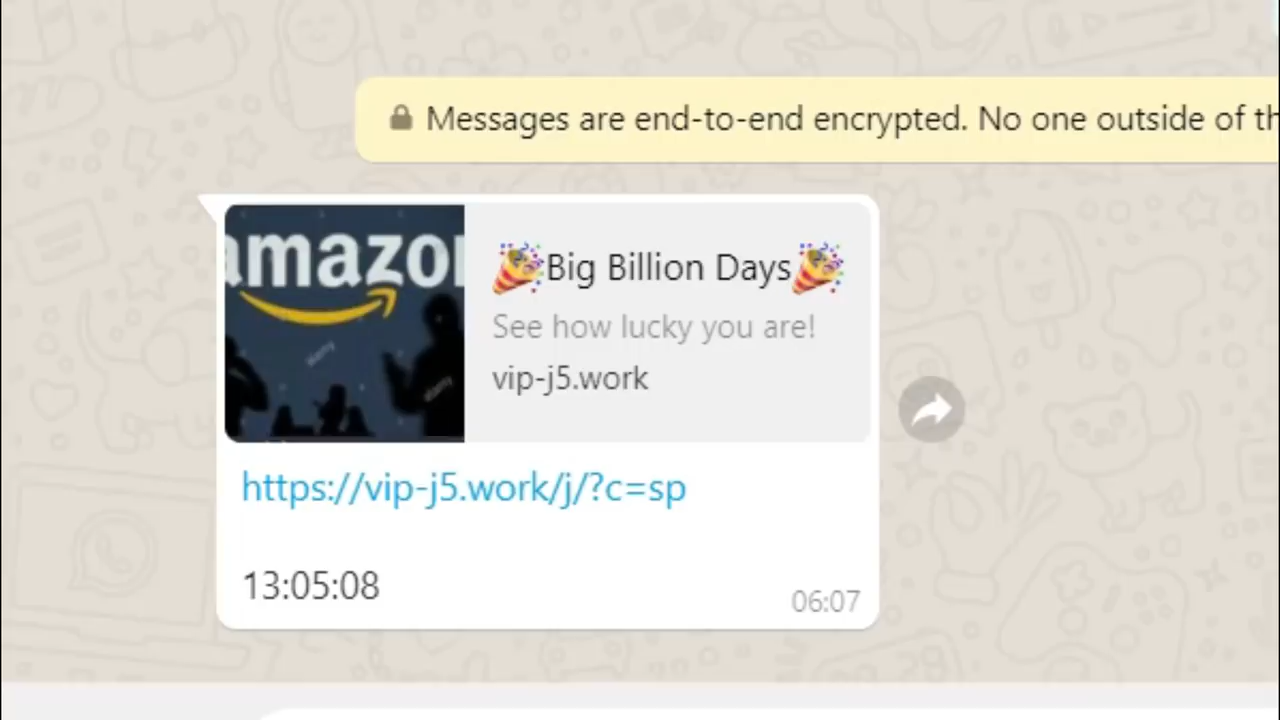 Messages are end-to-end encrypted. No one outside of th
amazon
🎉Big Billion Days🎉
See how lucky you are!
vip-j5.work
https://vip-j5.work/j/?c=sp
13:05:08
06:07